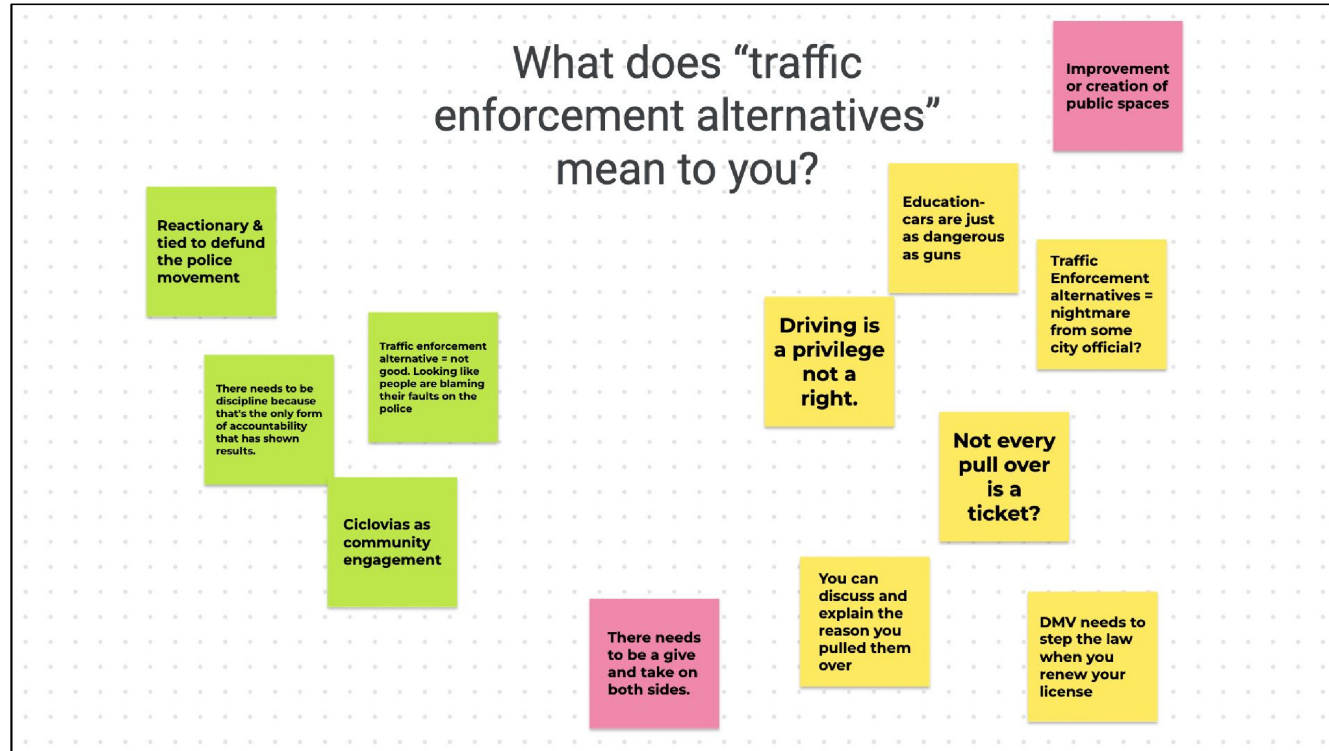 What does “traffic
enforcement alternatives”
mean to you?
Improvement
or creation of
public spaces
Reactionary &
tied to defund
the police
movement
Education-
cars are just
as dangerous
as guns
Traffic
Enforcement
alternatives =
nightmare
from some
city official?
Driving is
a privilege
not a
right.
Traffic enforcement
alternative = not
good. Looking like
people are blaming
their faults on the
police
There needs to be
discipline because
that's the only form
of accountability
that has shown
results.
Not every
pull over
is a
ticket?
Ciclovias as
community
engagement
You can
discuss and
explain the
reason you
pulled them
over
There needs
to be a give
and take on
both sides.
DMV needs to
step the law
when you
renew your
license